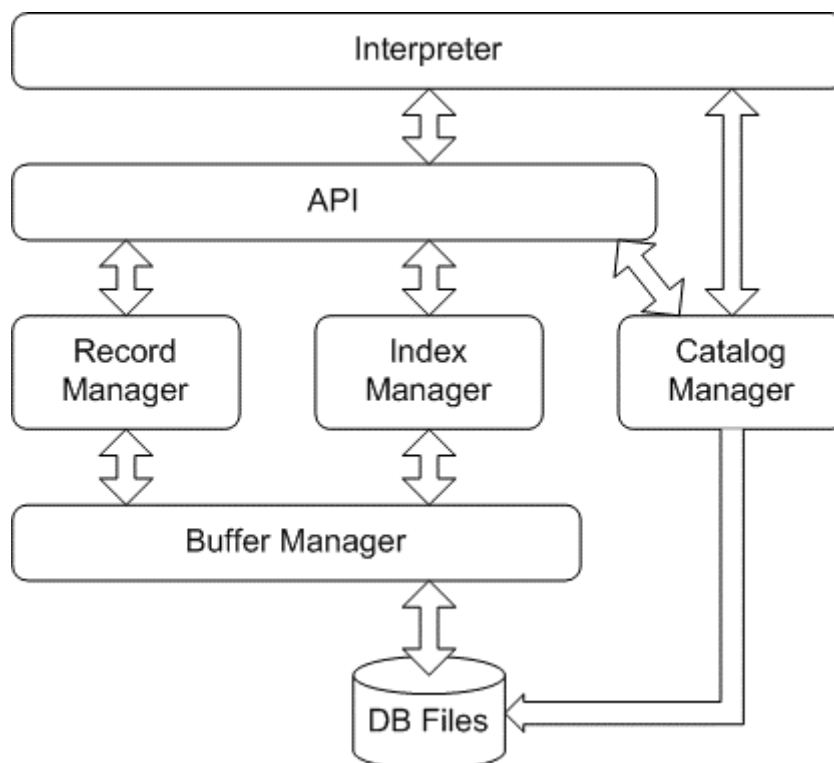 Interpreter
API
Record
Manager
Index
Manager
Catalog
Manager
Buffer Manager
DB Files